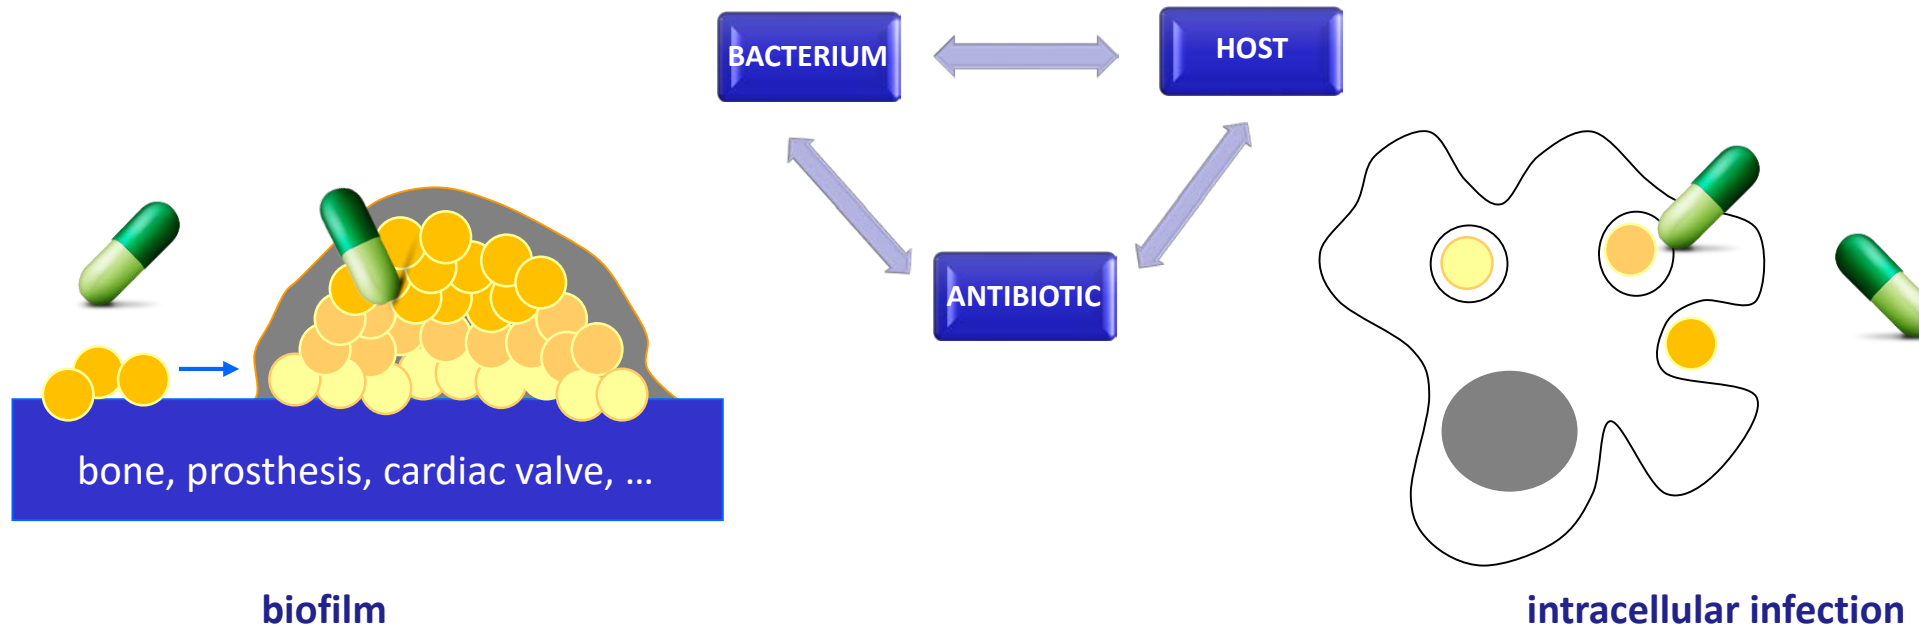 BACTERIUM
HOST
ANTIBIOTIC
bone, prosthesis, cardiac valve, ...
biofilm
intracellular infection